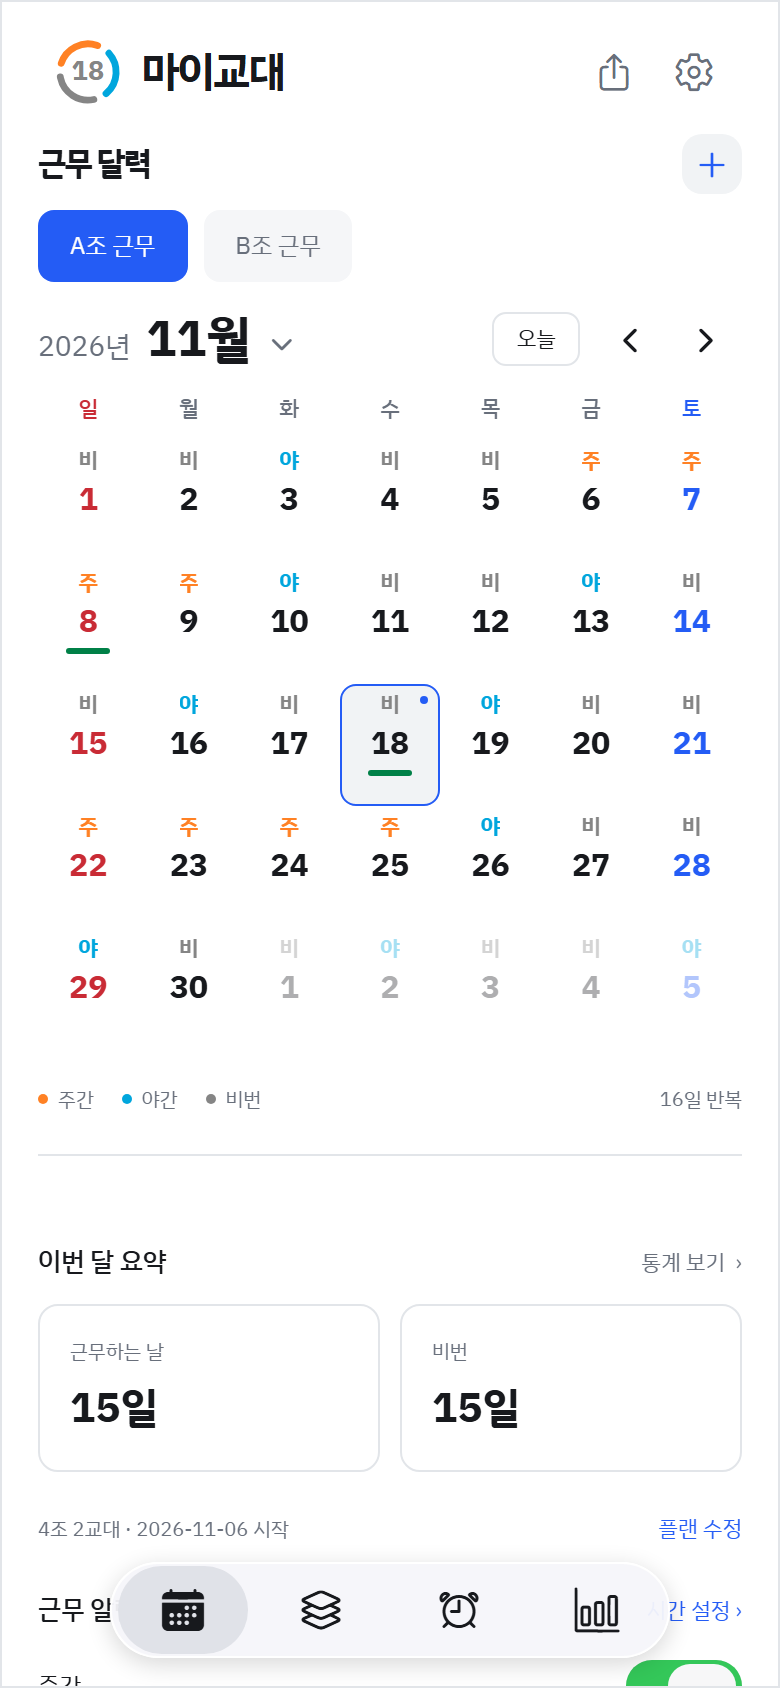 18 마이교대
근무 달력
A조 근무 B조 근무
2026년 11월 오늘
일 월 화 수 목 금 토
비 비 야 비 비 주 주
1 2 3 4 5 6 7
주 주 야 비 비 야 비
8 9 10 11 12 13 14
비 야 비 비 야 비 비
15 16 17 18 19 20 21
주 주 주 주 야 비 비
22 23 24 25 26 27 28
야 비 비 야 비 비 야
29 30 1 2 3 4 5
주간 야간 비번 16일 반복
이번 달 요약 통계 보기 ›
근무하는 날 비번
15일 15일
4조 2교대 · 2026-11-06 시작 플랜 수정
근무 알 간 설정 ›
주간